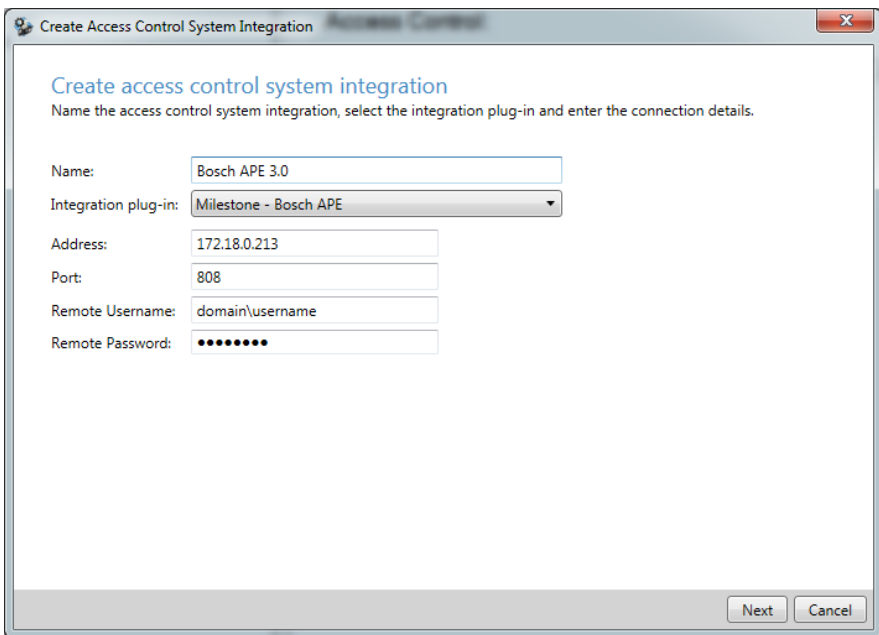 Create Access Control System Integration
Access Control:
Create access control system integration
Name the access control system integration, select the integration plug-in and enter the connection details.
Name: Bosch APE 3.0
Integration plug-in: Milestone - Bosch APE
Address: 172.18.0.213
Port: 808
Remote Username: domain\username
Remote Password: ●●●●●●●●
Next Cancel